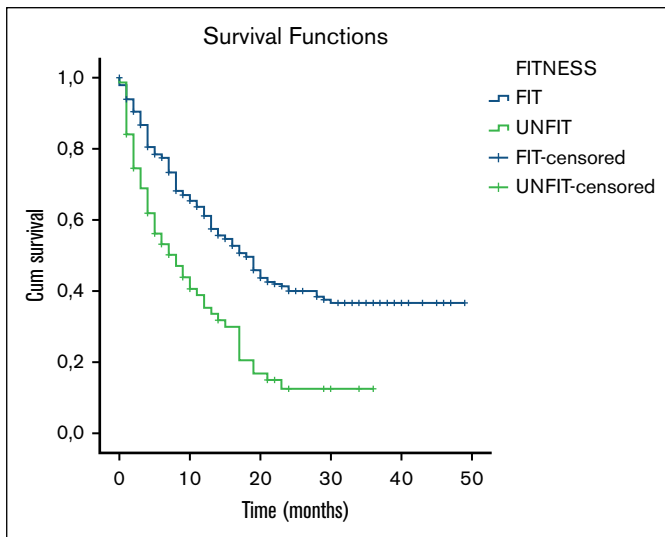 Survival Functions
FITNESS
FIT
UNFIT
FIT-censored
UNFIT-censored
Cum survival
1,0
0,8
0,6
0,4
0,2
0,0
0 10 20 30 40 50
Time (months)